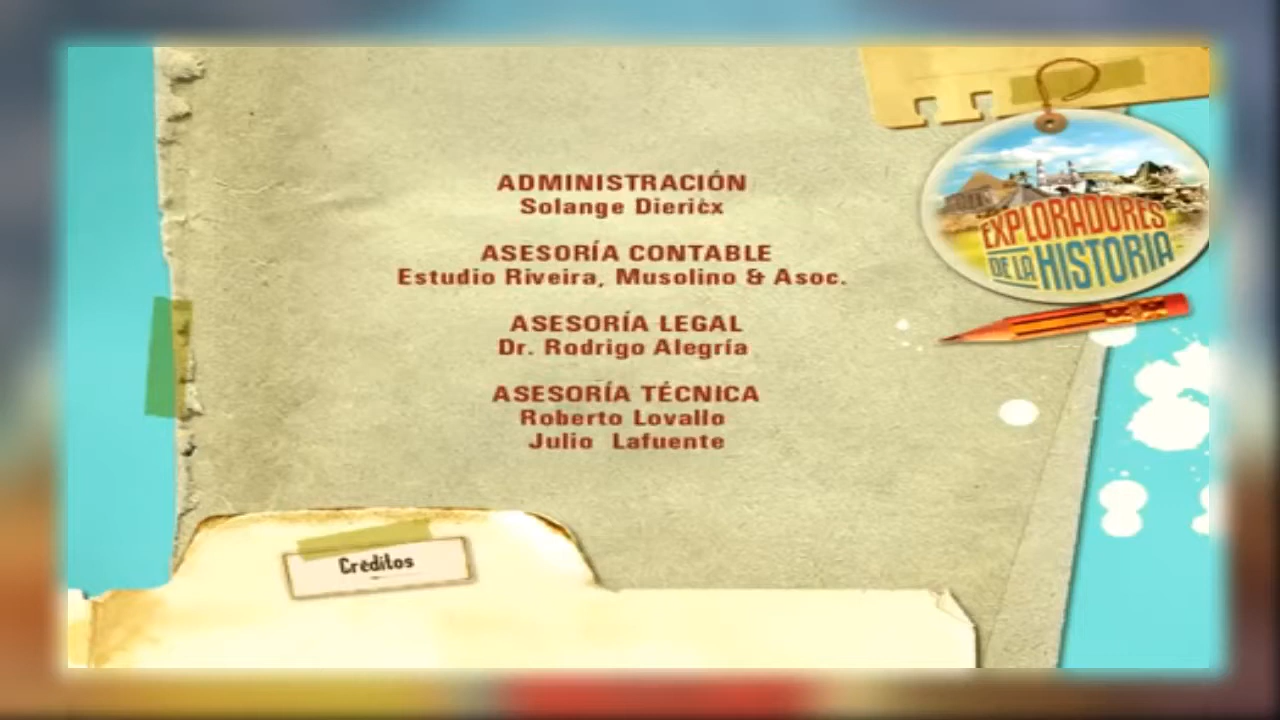 ADMINISTRACIÓN
Solange Diericx
ASESORÍA CONTABLE
Estudio Riveira, Musolino & Asoc.
ASESORÍA LEGAL
Dr. Rodrigo Alegría
ASESORÍA TÉCNICA
Roberto Lovallo
Julio Lafuente
EXPLORADORES
DE LA HISTORIA
Créditos